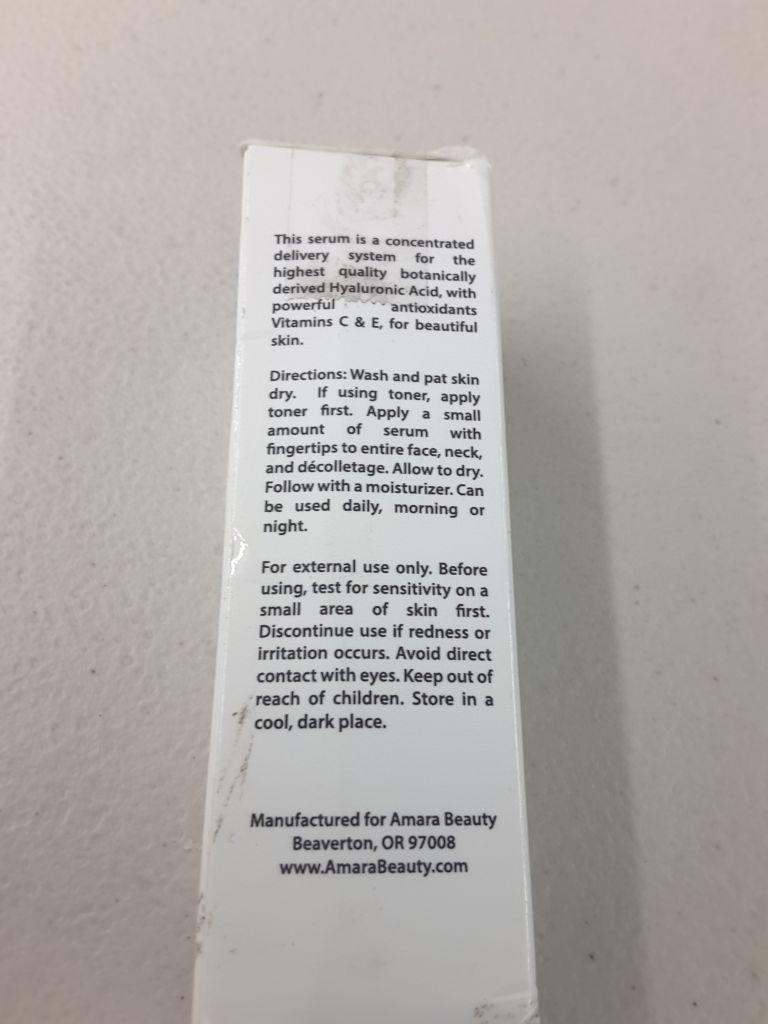 This serum is a concentrated
delivery system for the
highest quality botanically
derived Hyaluronic Acid, with
powerful antioxidants
Vitamins C & E, for beautiful
skin.
Directions: Wash and pat skin
dry. If using toner, apply
toner first. Apply a small
amount of serum with
fingertips to entire face, neck,
and décolletage. Allow to dry.
Follow with a moisturizer. Can
be used daily, morning or
night.
For external use only. Before
using, test for sensitivity on a
small area of skin first.
Discontinue use if redness or
irritation occurs. Avoid direct
contact with eyes. Keep out of
reach of children. Store in a
cool, dark place.
Manufactured for Amara Beauty
Beaverton, OR 97008
www.AmaraBeauty.com